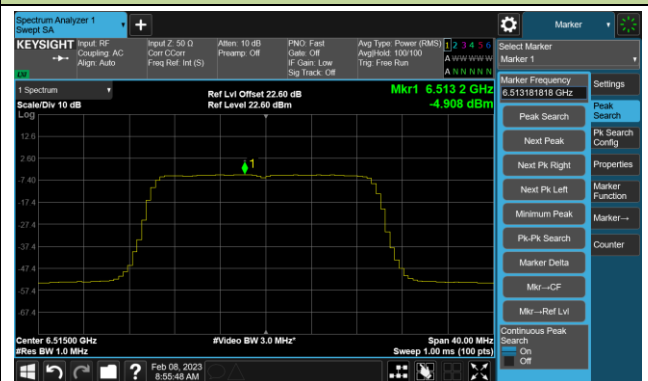 Spectrum Analyzer 1
Swept SA
+
Marker
KEYSIGHT
Input: RF
Coupling: AC
Align: Auto
Input Z: 50 Ω
Corr CCorr
Freq Ref: Int (S)
Atten: 10 dB
Preamp: Off
PNO: Fast
Gate: Off
IF Gain: Low
Sig Track: Off
Avg Type: Power (RMS)
Avg|Hold: 100/100
Trig: Free Run
1 2 3 4 5 6
A W W W W W
A N N N N N
Select Marker
Marker 1
1 Spectrum
Scale/Div 10 dB
Log
Ref Lvl Offset 22.60 dB
Ref Level 22.60 dBm
Mkr1 6.513 2 GHz
-4.908 dBm
12.6
2.60
-7.40
-17.4
-27.4
-37.4
-47.4
-57.4
-67.4
1
Center 6.51500 GHz
#Res BW 1.0 MHz
#Video BW 3.0 MHz*
Span 40.00 MHz
Sweep 1.00 ms (100 pts)
Marker Frequency
6.513181818 GHz
Peak Search
Next Peak
Next Pk Right
Next Pk Left
Minimum Peak
Pk-Pk Search
Marker Delta
Mkr→CF
Mkr→Ref Lvl
Continuous Peak
Search
On
Off
Settings
Peak
Search
Pk Search
Config
Properties
Marker
Function
Marker→
Counter
?
Feb 08, 2023
8:55:48 AM